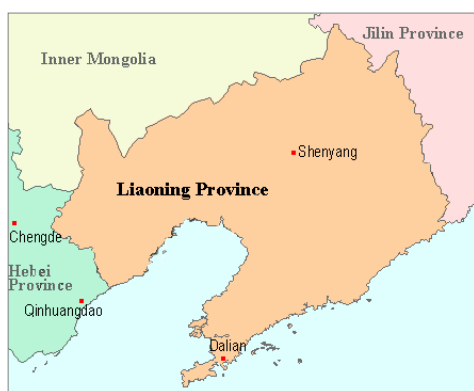 Jilin Province
Inner Mongolia
Shenyang
Liaoning Province
Chengde
Hebei
Province
Qinhuangdao
Dalian